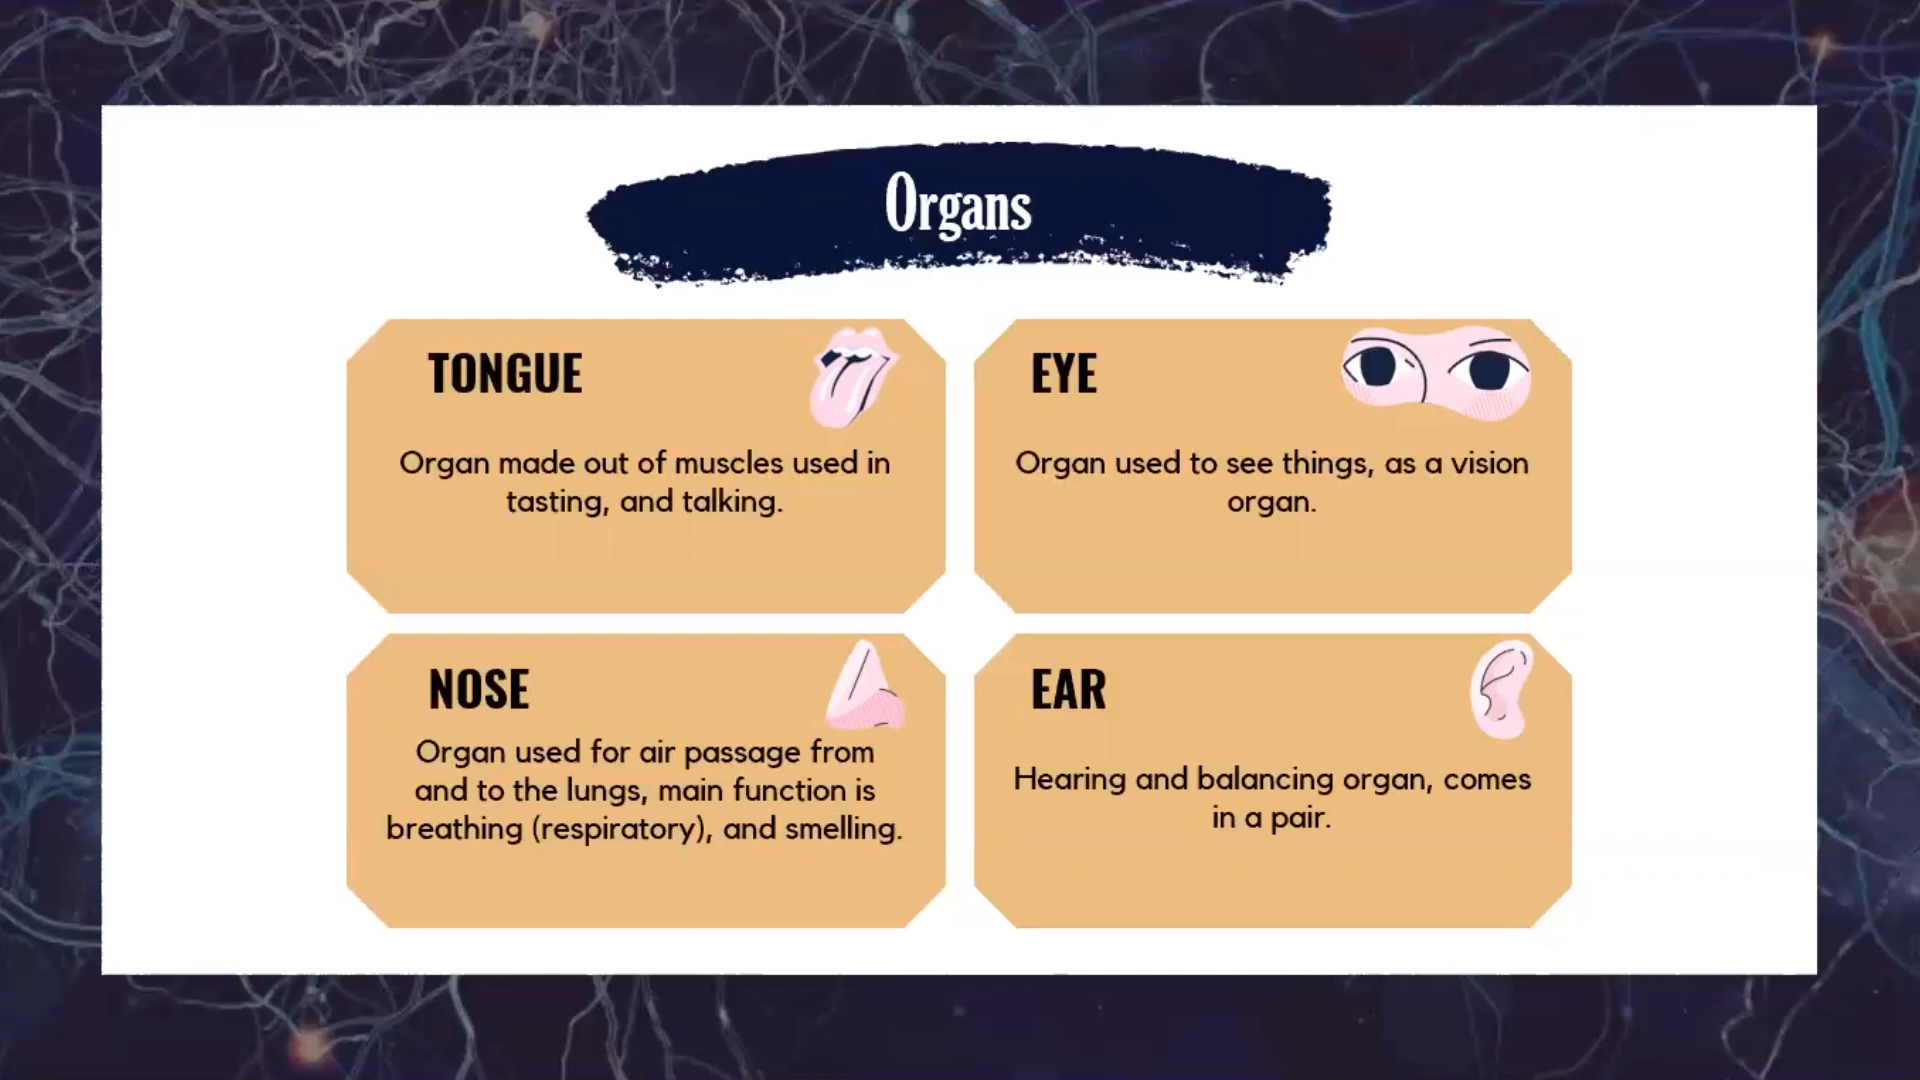 Organs
TONGUE
Organ made out of muscles used in
tasting, and talking.
EYE
Organ used to see things, as a vision
organ.
NOSE
Organ used for air passage from
and to the lungs, main function is
breathing (respiratory), and smelling.
EAR
Hearing and balancing organ, comes
in a pair.